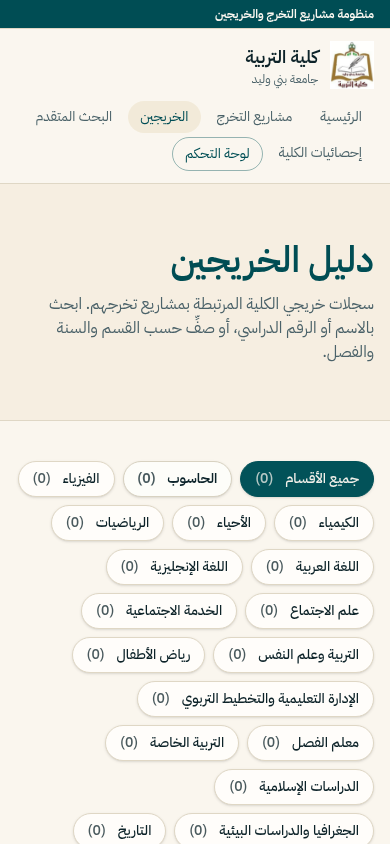 منظومة مشاريع التخرج والخريجين
كلية التربية
جامعة بني وليد
الرئيسية
مشاريع التخرج
الخريجين
البحث المتقدم
إحصائيات الكلية
لوحة التحكم
دليل الخريجين
سجلات خريجي الكلية المرتبطة بمشاريع تخرجهم. ابحث
بالاسم أو الرقم الدراسي، أو صفِّ حسب القسم والسنة
والفصل.
جميع الأقسام (0)
الحاسوب (0)
الفيزياء (0)
الكيمياء (0)
الأحياء (0)
الرياضيات (0)
اللغة العربية (0)
اللغة الإنجليزية (0)
علم الاجتماع (0)
الخدمة الاجتماعية (0)
التربية وعلم النفس (0)
رياض الأطفال (0)
الإدارة التعليمية والتخطيط التربوي (0)
معلم الفصل (0)
التربية الخاصة (0)
الدراسات الإسلامية (0)
الجغرافيا والدراسات البيئية (0)
التاريخ (0)